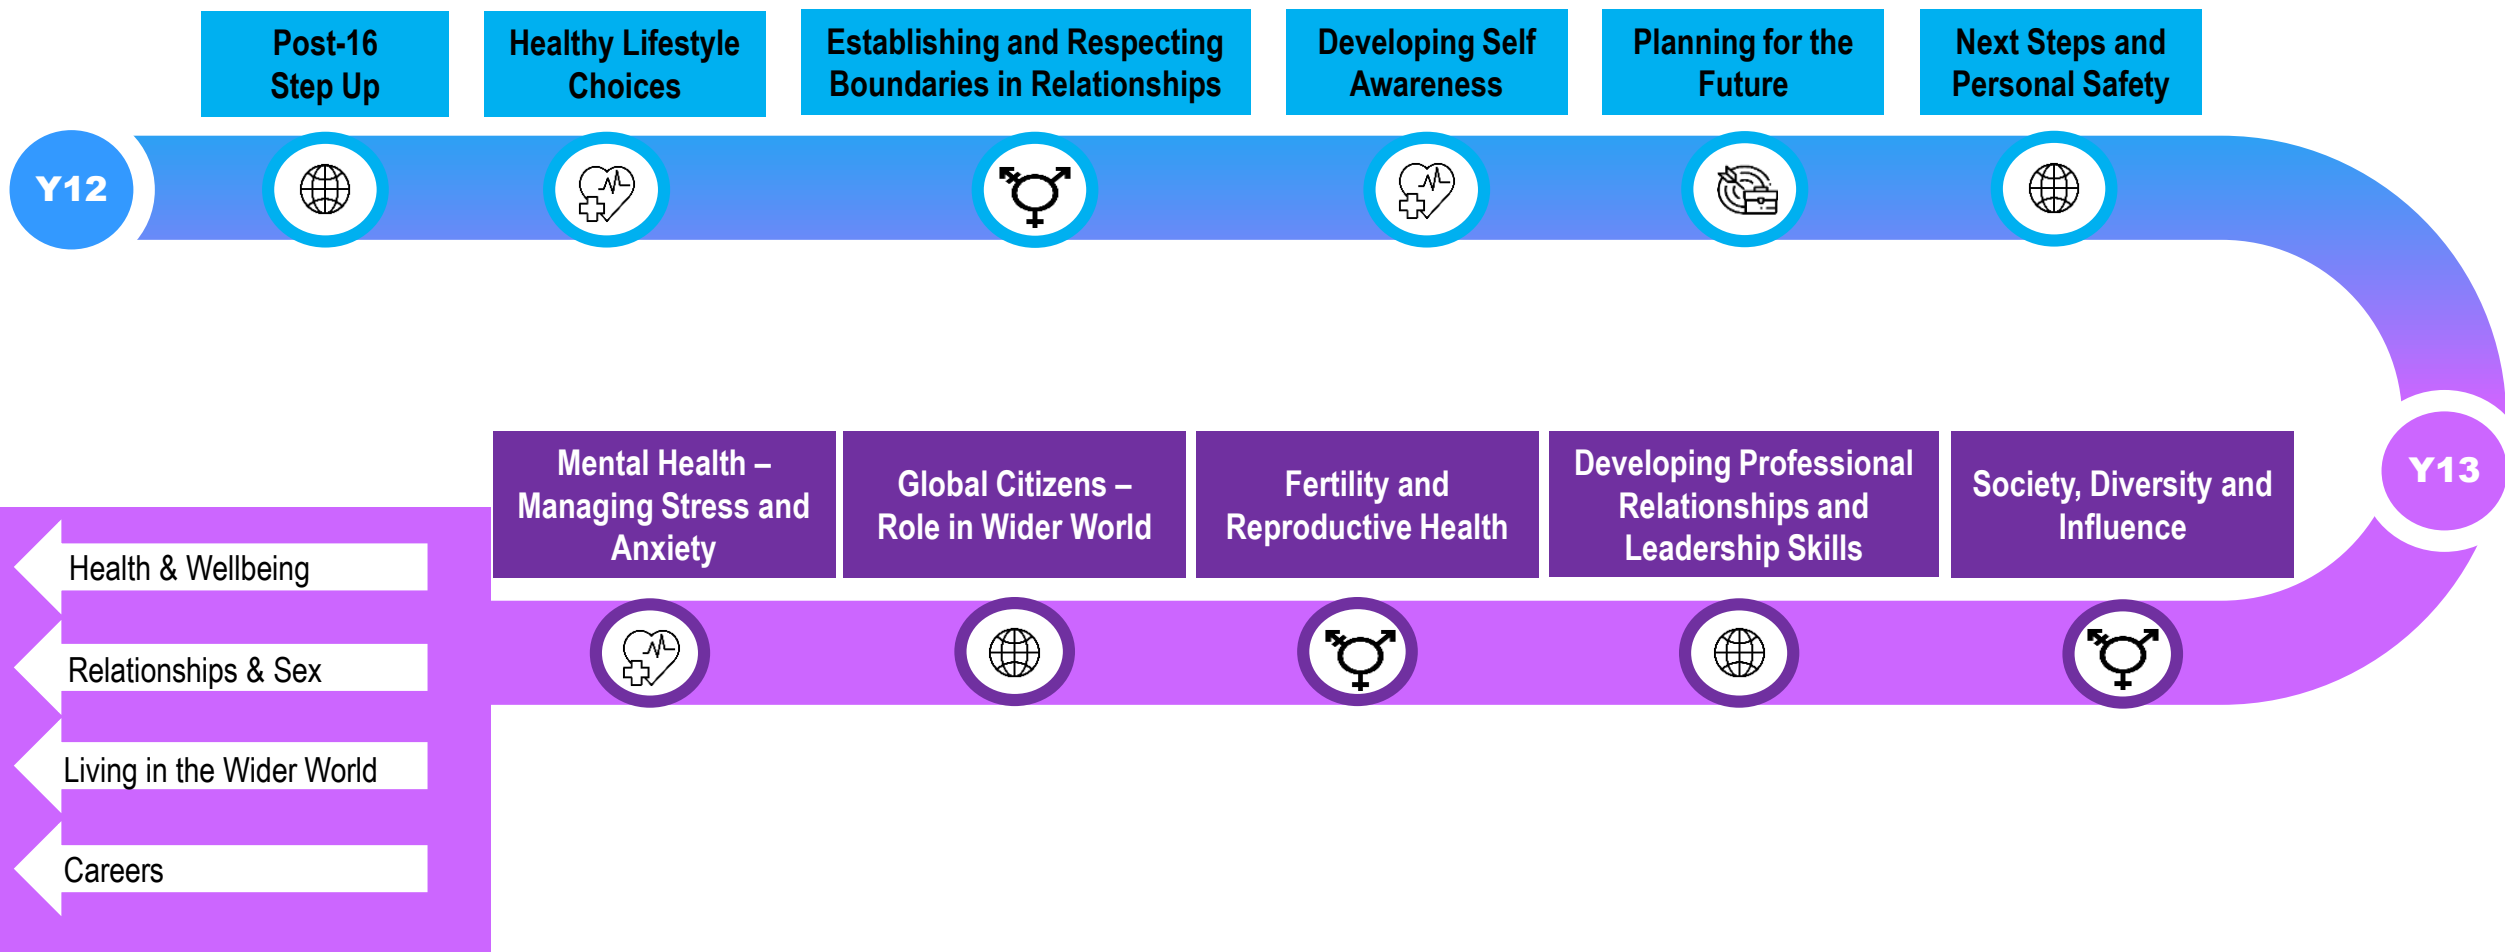 Post-16
Step Up
Healthy Lifestyle
Choices
Establishing and Respecting
Boundaries in Relationships
Developing Self
Awareness
Planning for the
Future
Next Steps and
Personal Safety
Y12
Y13
Mental Health –
Managing Stress and
Anxiety
Global Citizens –
Role in Wider World
Fertility and
Reproductive Health
Developing Professional
Relationships and
Leadership Skills
Society, Diversity and
Influence
Health & Wellbeing
Relationships & Sex
Living in the Wider World
Careers